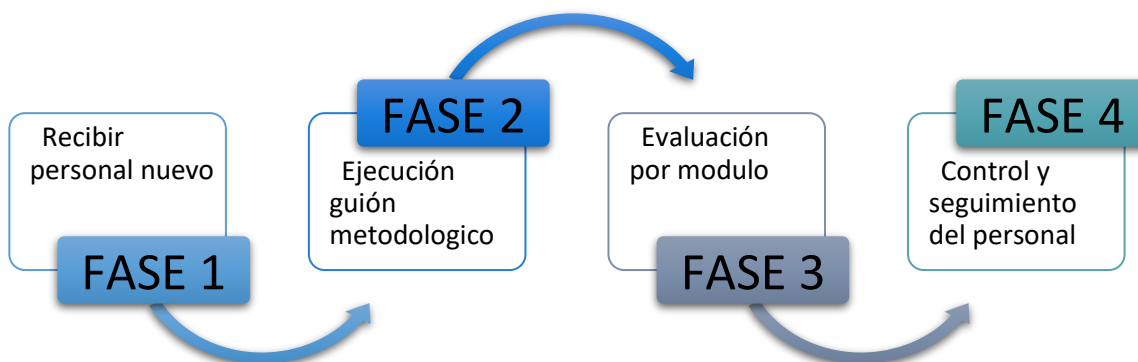 Recibir
personal nuevo
FASE 1
FASE 2
Ejecución
guión
metodologico
Evaluación
por modulo
FASE 3
FASE 4
Control y
seguimiento
del personal